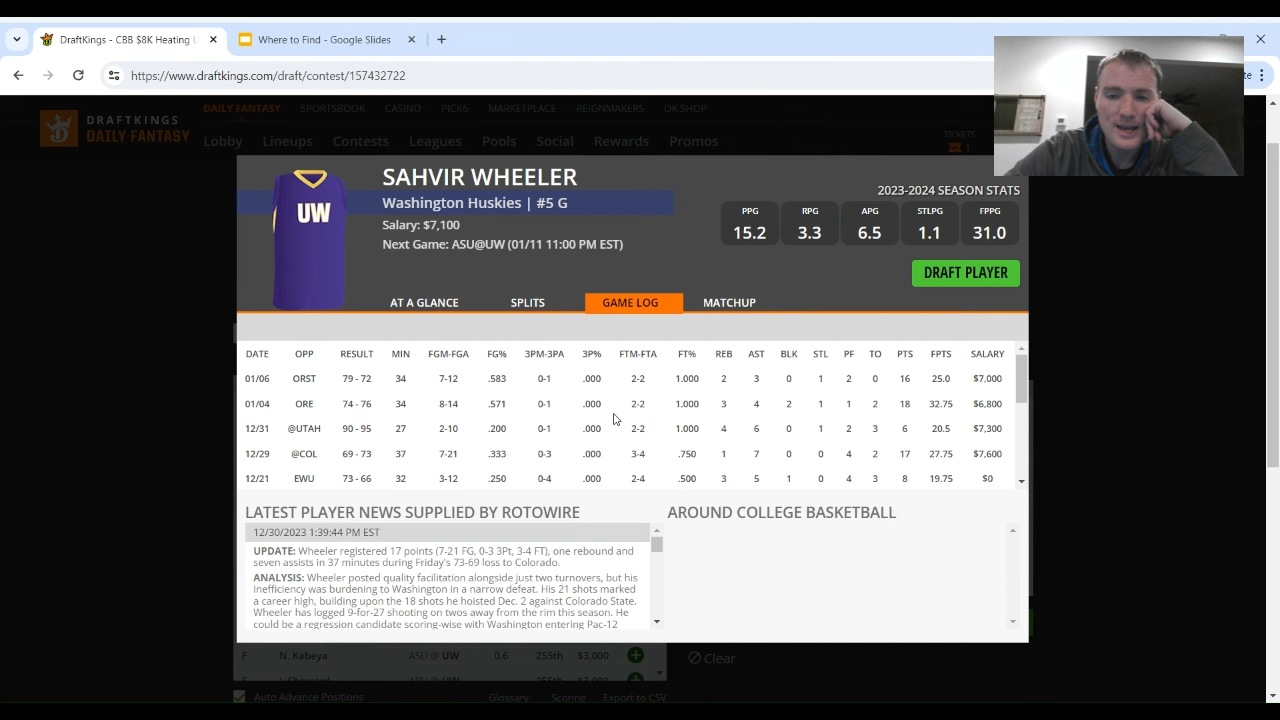 DraftKings - CBB $8K Heating U
Where to Find - Google Slides
https://www.draftkings.com/draft/contest/157432722
DAILY FANTASY SPORTSBOOK CASINO PICK6 MARKETPLACE REIGNMAKERS DK SHOP
DRAFTKINGS
DAILY FANTASY
Lobby Lineups Contests Leagues Pools Social Rewards Promos
TICKETS
1
UW
SAHVIR WHEELER
Washington Huskies | #5 G
Salary: $7,100
Next Game: ASU@UW (01/11 11:00 PM EST)
2023-2024 SEASON STATS
PPG RPG APG STLPG FPPG
15.2 3.3 6.5 1.1 31.0
DRAFT PLAYER
AT A GLANCE SPLITS GAME LOG MATCHUP
DATE OPP RESULT MIN FGM-FGA FG% 3PM-3PA 3P% FTM-FTA FT% REB AST BLK STL PF TO PTS FPTS SALARY
01/06 ORST 79 - 72 34 7-12 .583 0-1 .000 2-2 1.000 2 3 0 1 2 0 16 25.0 $7,000
01/04 ORE 74 - 76 34 8-14 .571 0-1 .000 2-2 1.000 3 4 2 1 1 2 18 32.75 $6,800
12/31 @UTAH 90 - 95 27 2-10 .200 0-1 .000 2-2 1.000 4 6 0 1 2 3 6 20.5 $7,300
12/29 @COL 69 - 73 37 7-21 .333 0-3 .000 3-4 .750 1 7 0 0 4 2 17 27.75 $7,600
12/21 EWU 73 - 66 32 3-12 .250 0-4 .000 2-4 .500 3 5 1 0 4 3 8 19.75 $0
LATEST PLAYER NEWS SUPPLIED BY ROTOWIRE
12/30/2023 1:39:44 PM EST
UPDATE: Wheeler registered 17 points (7-21 FG, 0-3 3Pt, 3-4 FT), one rebound and
seven assists in 37 minutes during Friday's 73-69 loss to Colorado.
ANALYSIS: Wheeler posted quality facilitation alongside just two turnovers, but his
inefficiency was burdening to Washington in a narrow defeat. His 21 shots marked
a career high, building upon the 18 shots he hoisted Dec. 2 against Colorado State.
Wheeler has logged 9-for-27 shooting on twos away from the rim this season. He
could be a regression candidate scoring-wise with Washington entering Pac-12
AROUND COLLEGE BASKETBALL
F N. Kabeya ASU @ UW 0.6 255th $3,000
Clear
Auto Advance Positions Glossary Scoring Export to CSV